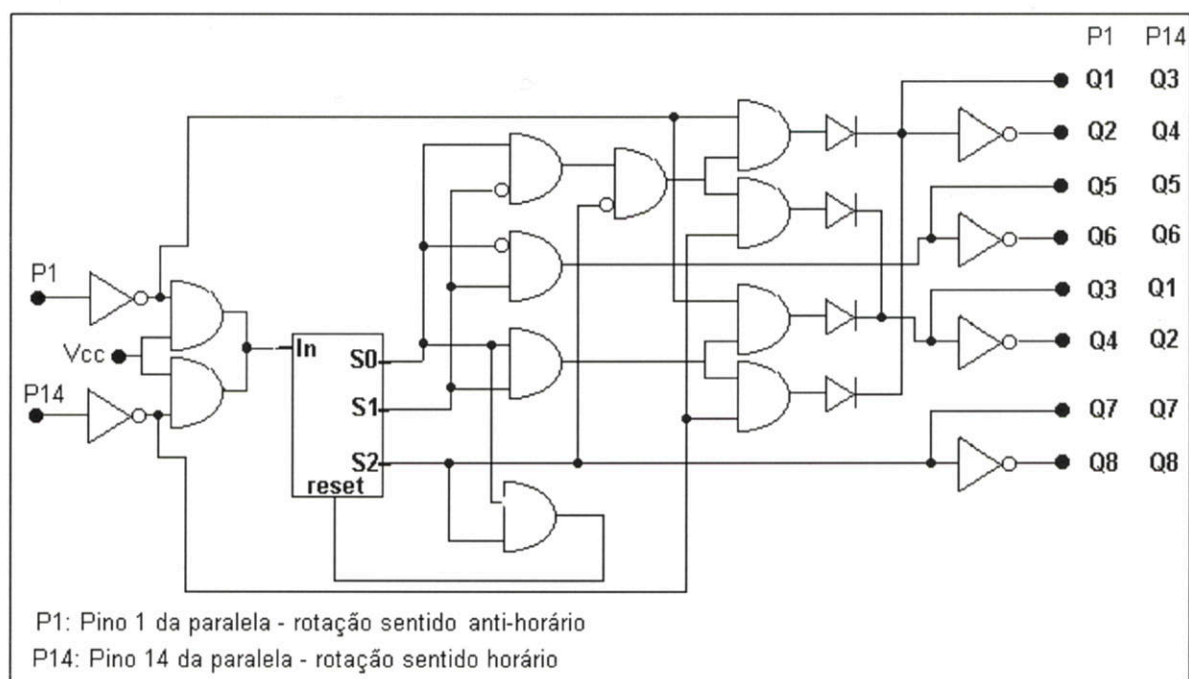 P1 P14
Q1 Q3
Q2 Q4
Q5 Q5
Q6 Q6
P1
Q3 Q1
Vcc
In
S0
Q4 Q2
P14
S1
Q7 Q7
S2
Q8 Q8
reset
P1: Pino 1 da paralela - rotação sentido anti-horário
P14: Pino 14 da paralela - rotação sentido horário